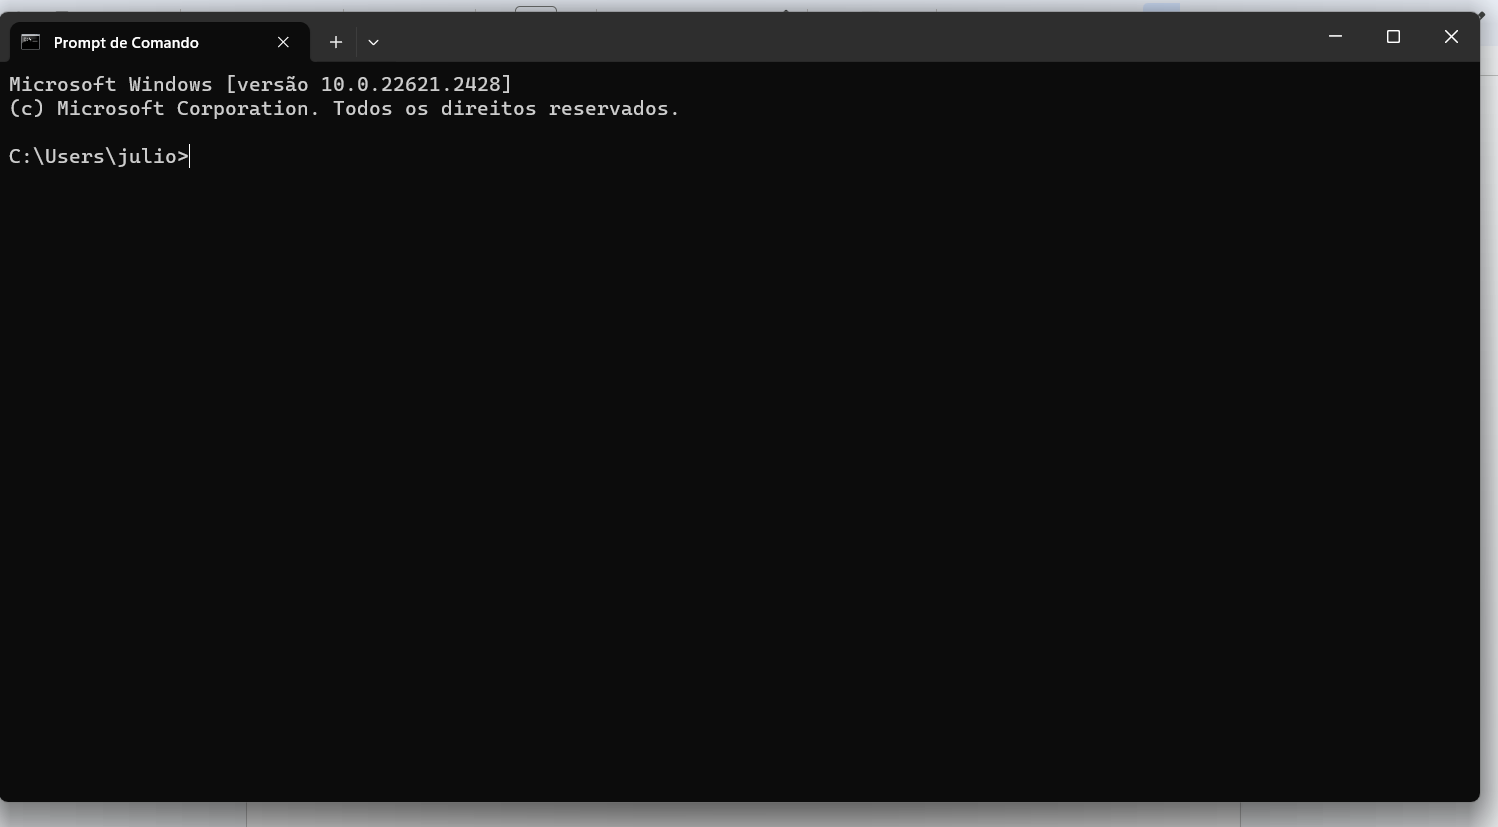 Prompt de Comando
Microsoft Windows [versão 10.0.22621.2428]
(c) Microsoft Corporation. Todos os direitos reservados.
C:\Users\julio>